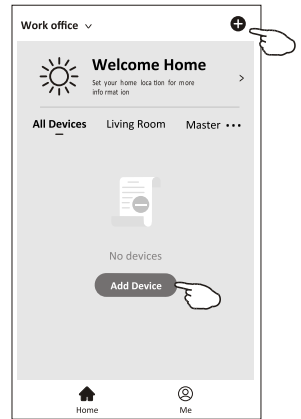 Work office
Welcome Home
Set your home loca tion for more
info rmat ion
All Devices Living Room Master
No devices
Add Device
Home Me